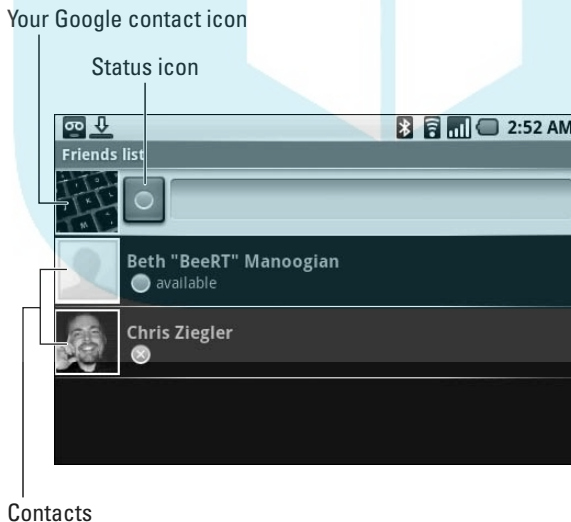 Your Google contact icon
Status icon
2:52 AM
Friends list
Beth "BeeRT" Manoogian
available
Chris Ziegler
Contacts